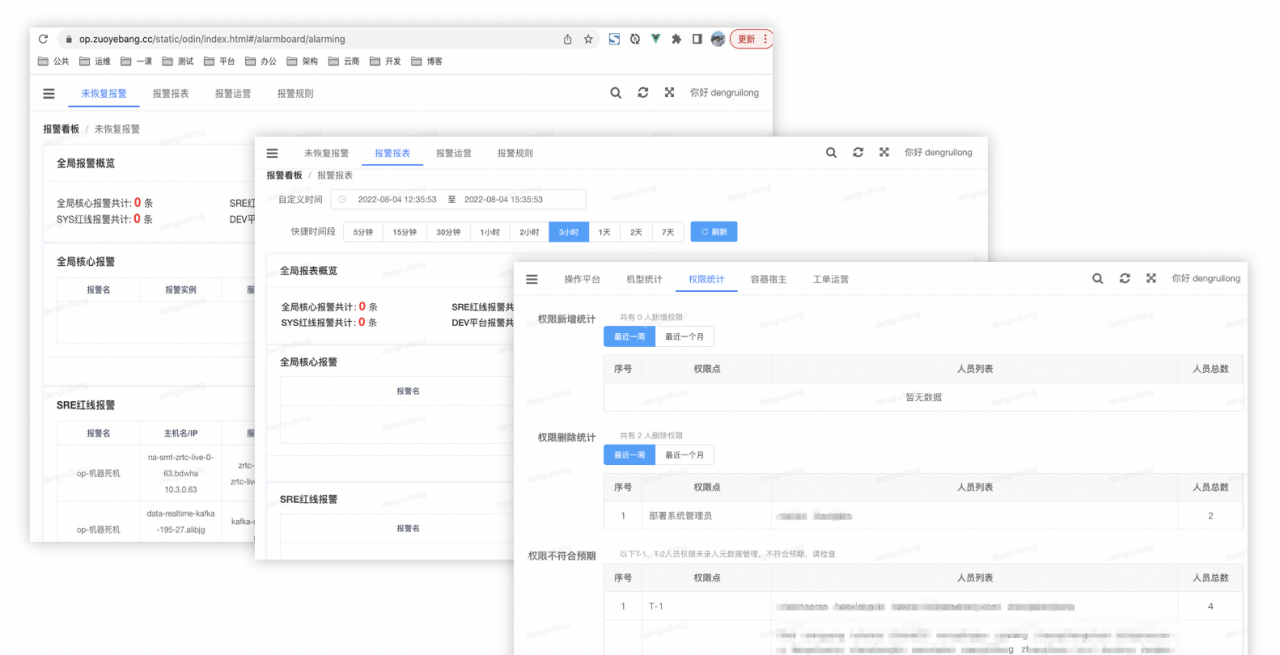 op.zuoyebang.cc/static/odin/index.html#/alarmboard/alarming
更新
公共 运维 一课 测试 平台 办公 架构 云商 开发 博客
未恢复报警 报警报表 报警运营 报警规则
你好 dengruilong
报警看板 / 未恢复报警
全局报警概览
全局核心报警共计: 0 条
SRE红
SYS红线报警共计: 0 条
DEV平
全局核心报警
报警名 报警实例
SRE红线报警
报警名 主机名/IP
op-机器死机
na-smt-zrtc-live-0-
63.bdwha
10.3.0.63
zrtc-
zrtc-live
op-机器死机
data-realtime-kafka
-195-27.alibjg
未恢复报警 报警报表 报警运营 报警规则
你好 dengruilong
报警看板 / 报警报表
自定义时间 2022-08-04 12:35:53 至 2022-08-04 15:35:53
快捷时间段 5分钟 15分钟 30分钟 1小时 2小时 3小时 1天 2天 7天 刷新
全局报表概览
全局核心报警共计: 0 条
SRE红线报警共
SYS红线报警共计: 0 条
DEV平台报警共
全局核心报警
报警名
SRE红线报警
报警名
操作平台 机型统计 权限统计 容器宿主 工单运营
你好 dengruilong
权限新增统计 共有 0 人新增权限
最近一周 最近一个月
序号 权限点 人员列表 人员总数
暂无数据
权限删除统计 共有 2 人删除权限
最近一周 最近一个月
序号 权限点 人员列表 人员总数
1 部署系统管理员 2
权限不符合预期 以下T-1、T-2人员权限未录入元数据管理，不符合预期、请检查
序号 权限点 人员列表 人员总数
1 T-1 4
dengruilong